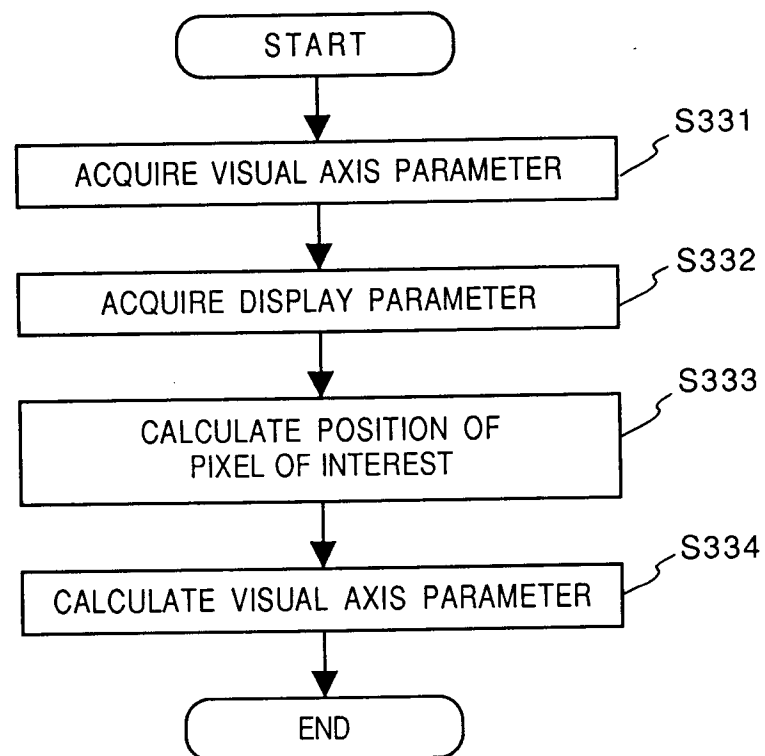 START
S331
ACQUIRE VISUAL AXIS PARAMETER
S332
ACQUIRE DISPLAY PARAMETER
S333
CALCULATE POSITION OF
PIXEL OF INTEREST
S334
CALCULATE VISUAL AXIS PARAMETER
END